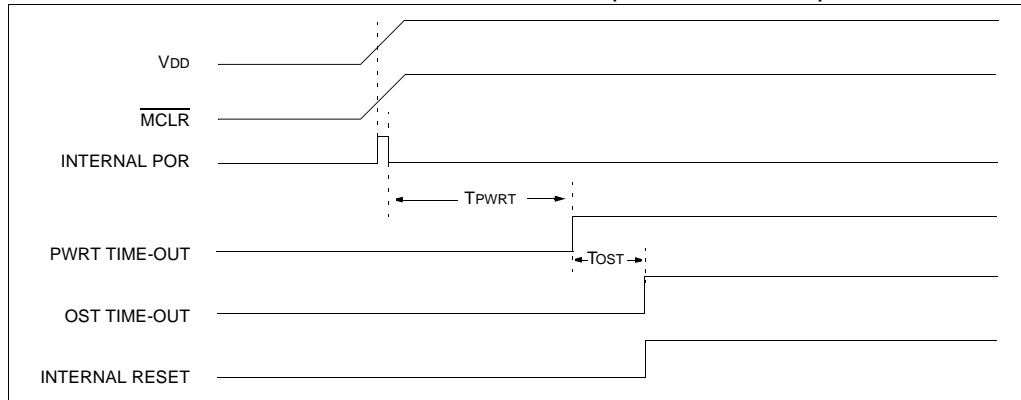 VDD
MCLR
INTERNAL POR
TPWRT
PWRT TIME-OUT
TOST
OST TIME-OUT
INTERNAL RESET